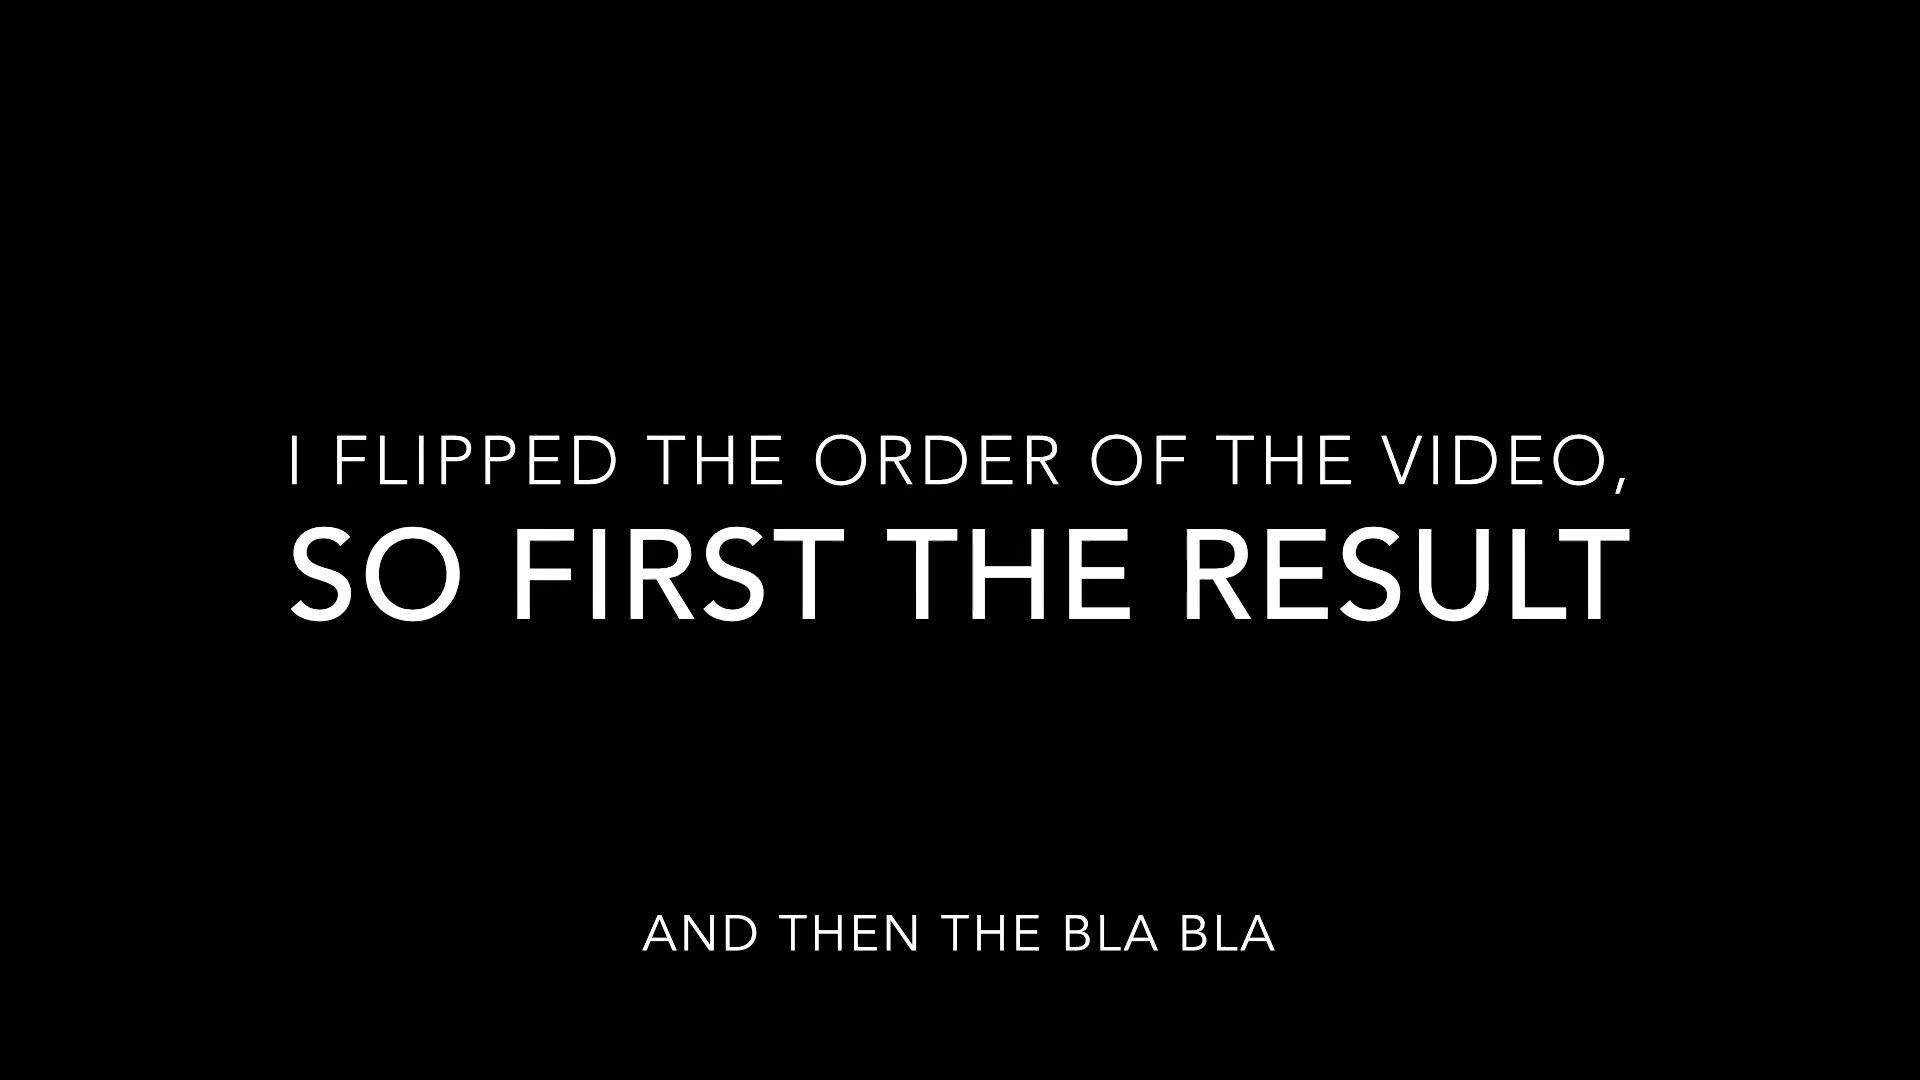 I FLIPPED THE ORDER OF THE VIDEO,
SO FIRST THE RESULT
AND THEN THE BLA BLA